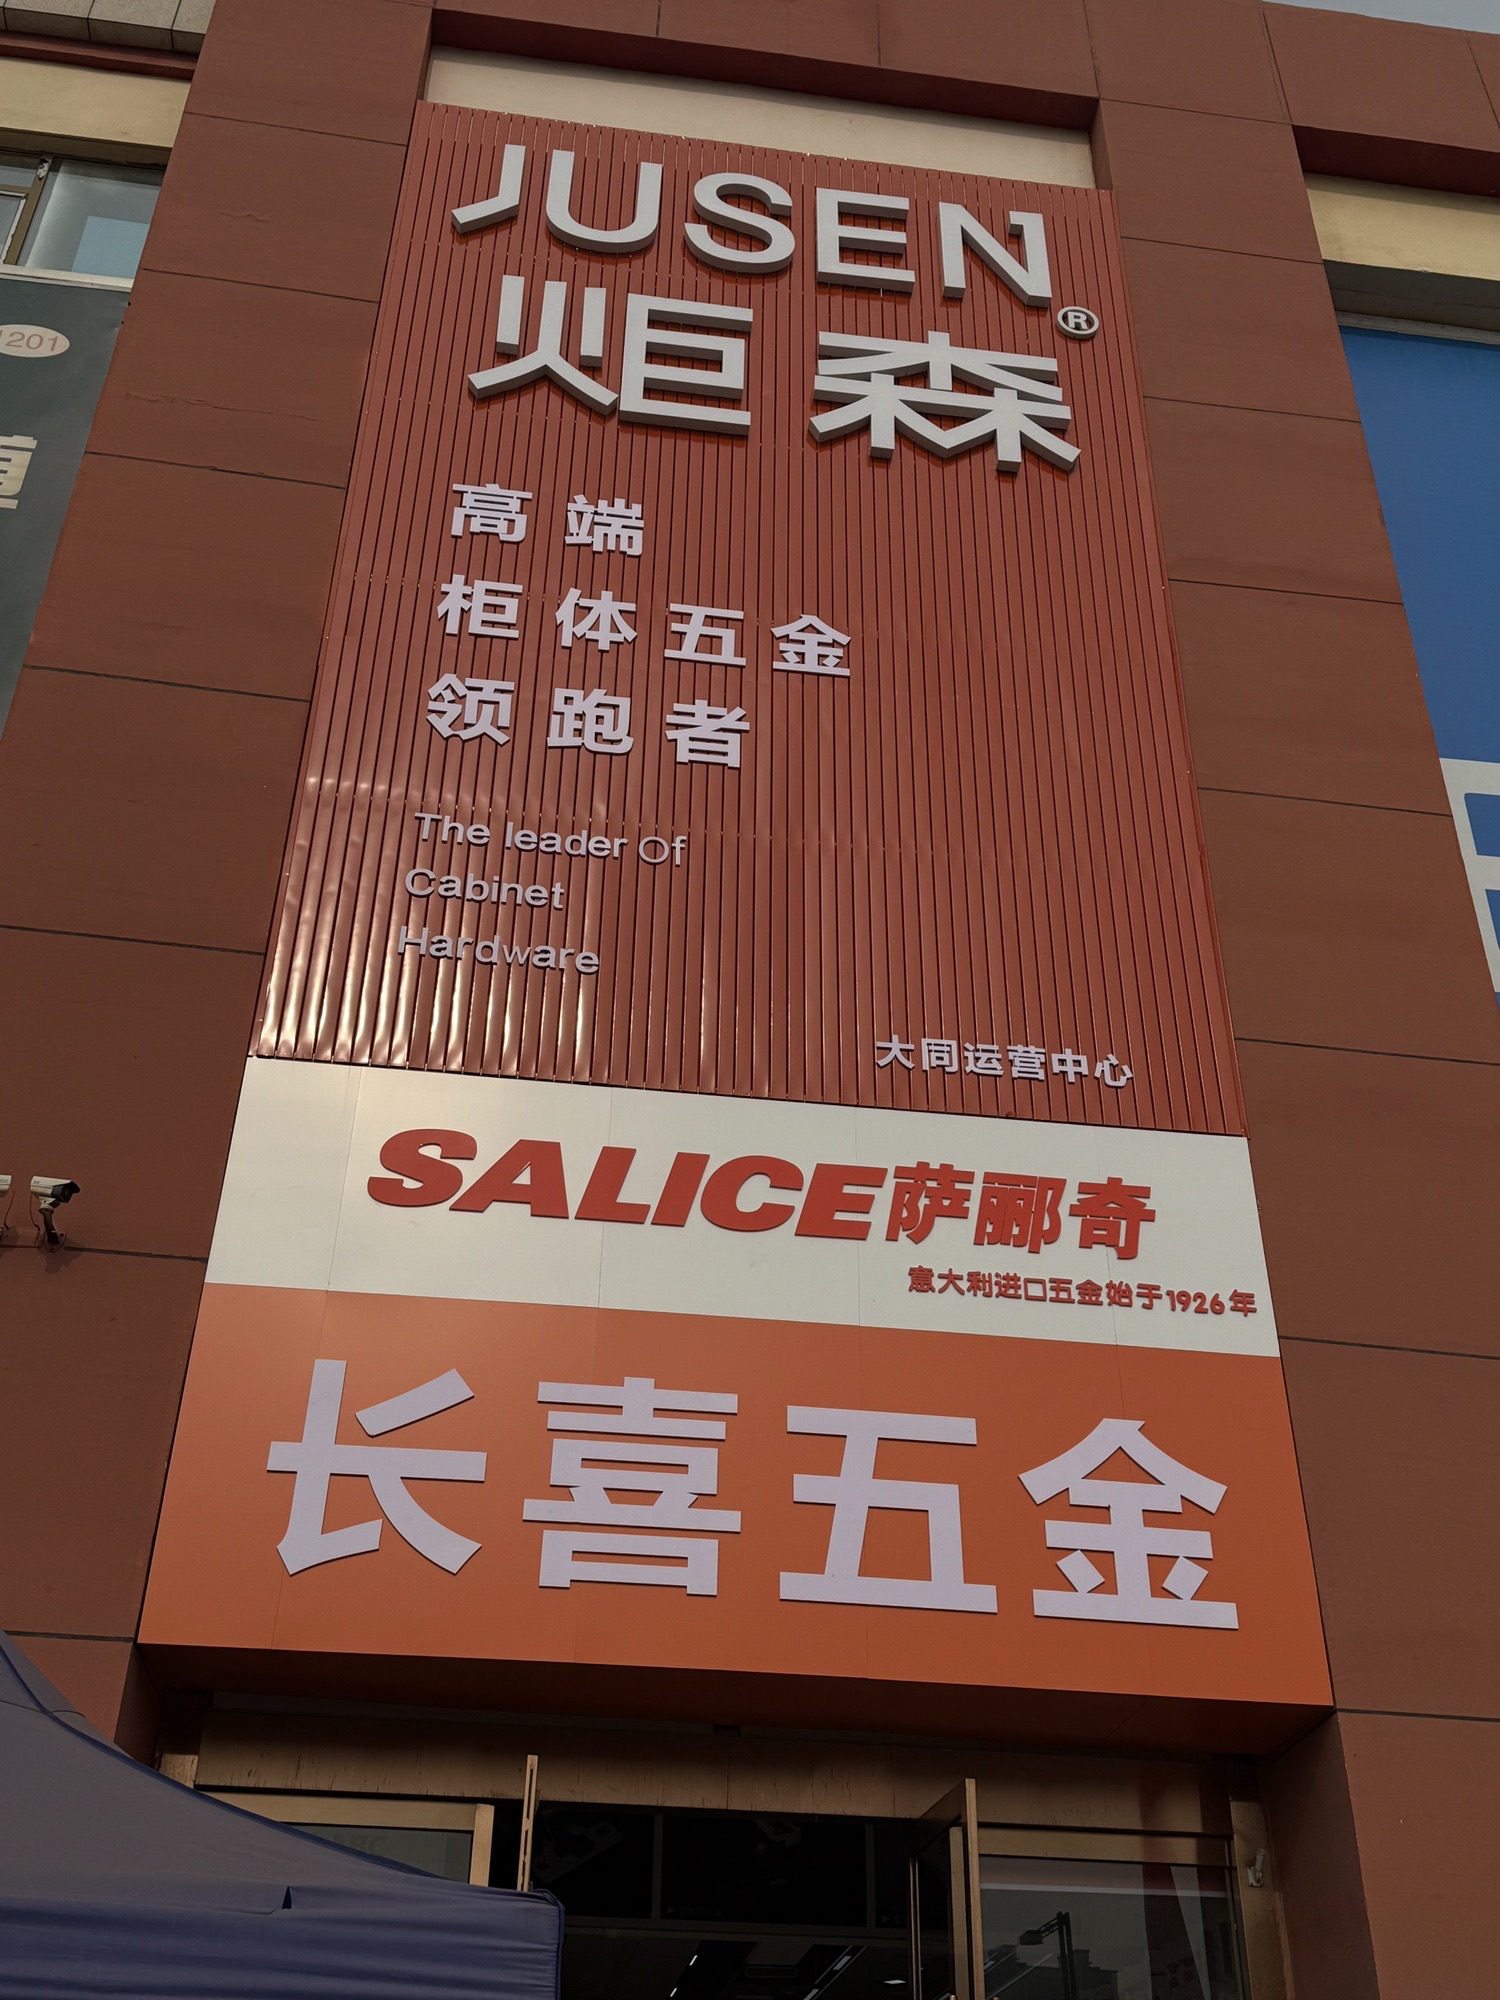 JUSEN
炬森®
高端
柜体五金
领跑者
The leader Of
Cabinet
Hardware
大同运营中心
SALICE萨郦奇
意大利进口五金始于1926年
长喜五金
1201